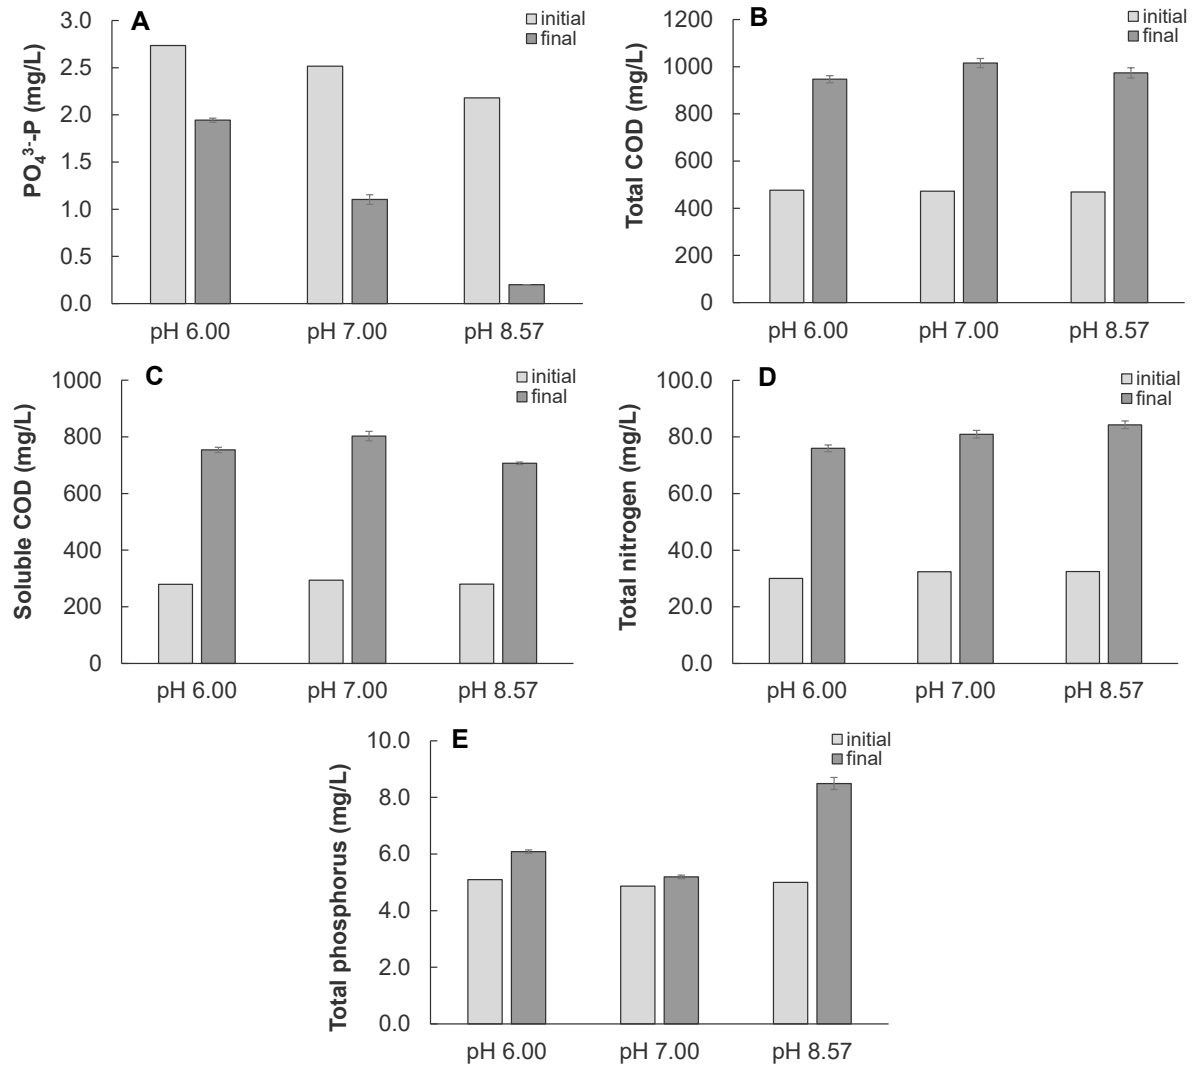 A
initial
final
PO₄³⁻-P (mg/L)
3.0
2.5
2.0
1.5
1.0
0.5
0.0
pH 6.00 pH 7.00 pH 8.57
B
initial
final
Total COD (mg/L)
1200
1000
800
600
400
200
0
pH 6.00 pH 7.00 pH 8.57
C
initial
final
Soluble COD (mg/L)
1000
800
600
400
200
0
pH 6.00 pH 7.00 pH 8.57
D
initial
final
Total nitrogen (mg/L)
100.0
80.0
60.0
40.0
20.0
0.0
pH 6.00 pH 7.00 pH 8.57
E
initial
final
Total phosphorus (mg/L)
10.0
8.0
6.0
4.0
2.0
0.0
pH 6.00 pH 7.00 pH 8.57